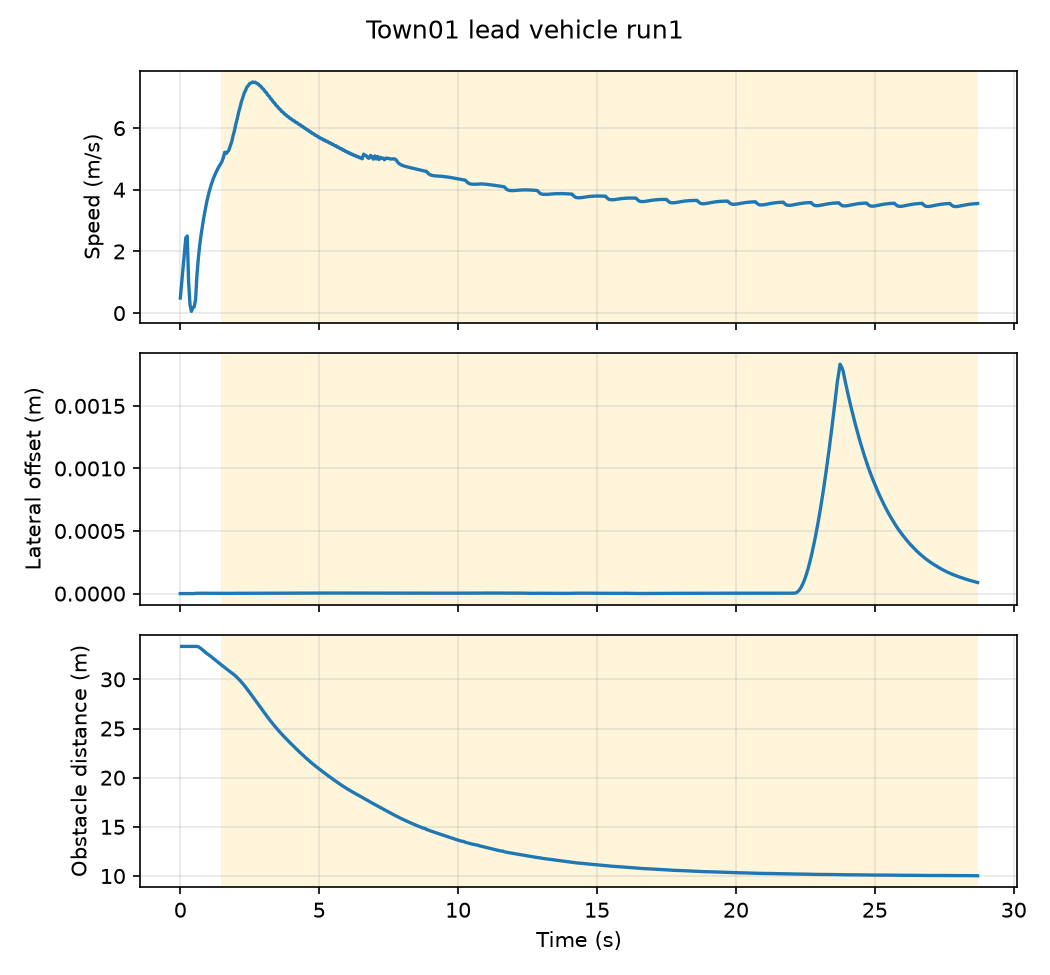 Town01 lead vehicle run1
Speed (m/s)
6
4
2
0
Lateral offset (m)
0.0015
0.0010
0.0005
0.0000
Obstacle distance (m)
30
25
20
15
10
0 5 10 15 20 25 30
Time (s)